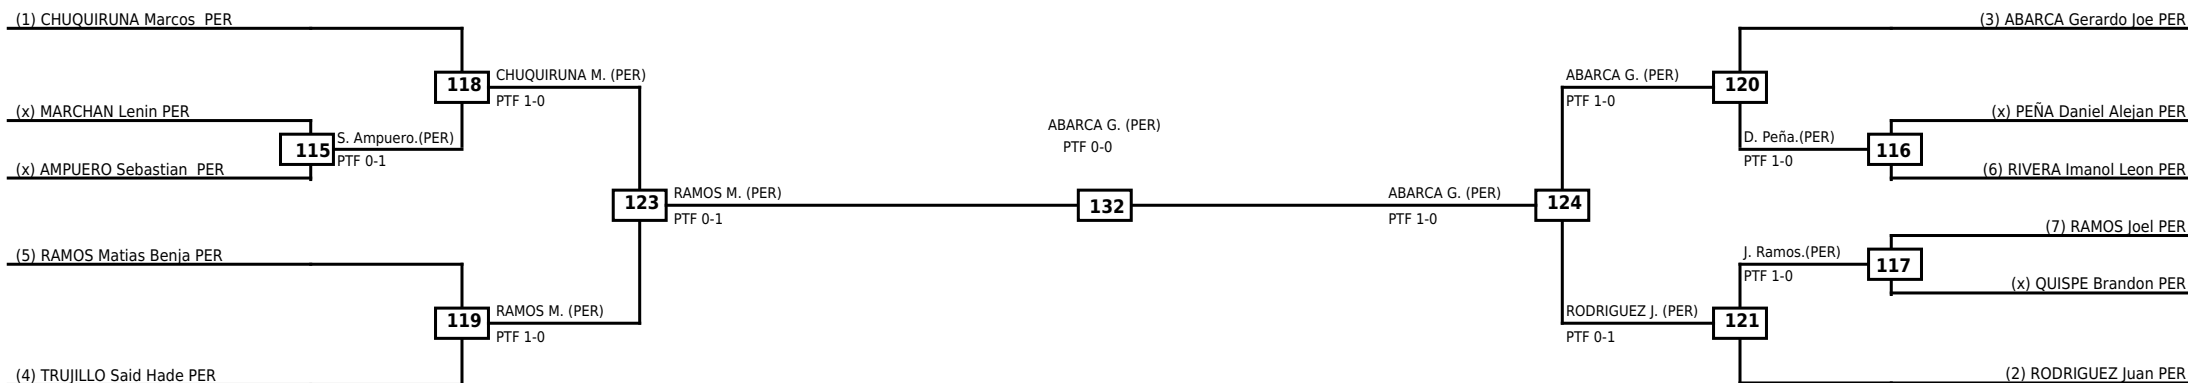 (1) CHUQUIRUNA Marcos  PER
(3) ABARCA Gerardo Joe PER
118
CHUQUIRUNA M. (PER)
PTF 1-0
ABARCA G. (PER)
PTF 1-0
120
(x) MARCHAN Lenin PER
(x) PEÑA Daniel Alejan PER
115
S. Ampuero.(PER)
PTF 0-1
ABARCA G. (PER)
PTF 0-0
D. Peña.(PER)
PTF 1-0
116
(x) AMPUERO Sebastian  PER
(6) RIVERA Imanol Leon PER
123
RAMOS M. (PER)
PTF 0-1
132
ABARCA G. (PER)
PTF 1-0
124
(7) RAMOS Joel PER
(5) RAMOS Matias Benja PER
J. Ramos.(PER)
PTF 1-0
117
(x) QUISPE Brandon PER
119
RAMOS M. (PER)
PTF 1-0
RODRIGUEZ J. (PER)
PTF 0-1
121
(4) TRUJILLO Said Hade PER
(2) RODRIGUEZ Juan PER